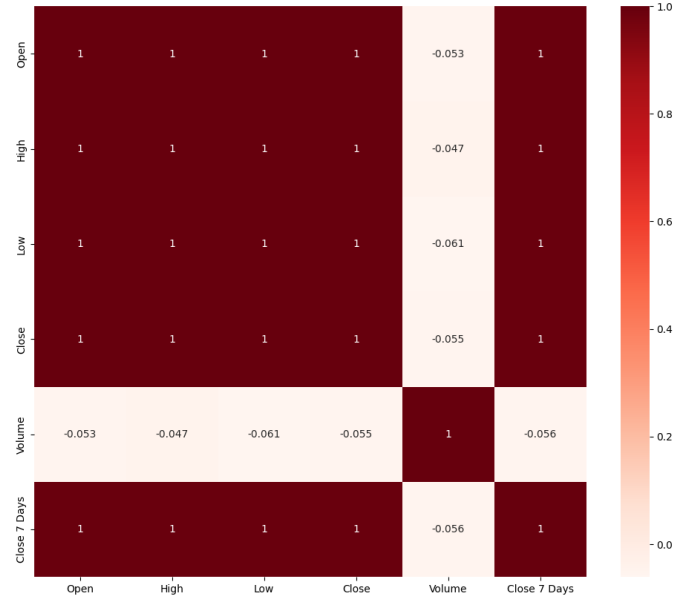 1.0
Open 1 1 1 1 -0.053 1
0.8
High 1 1 1 1 -0.047 1
0.6
Low 1 1 1 1 -0.061 1
0.4
Close 1 1 1 1 -0.055 1
0.2
Volume -0.053 -0.047 -0.061 -0.055 1 -0.056
0.0
Close 7 Days 1 1 1 1 -0.056 1
Open High Low Close Volume Close 7 Days